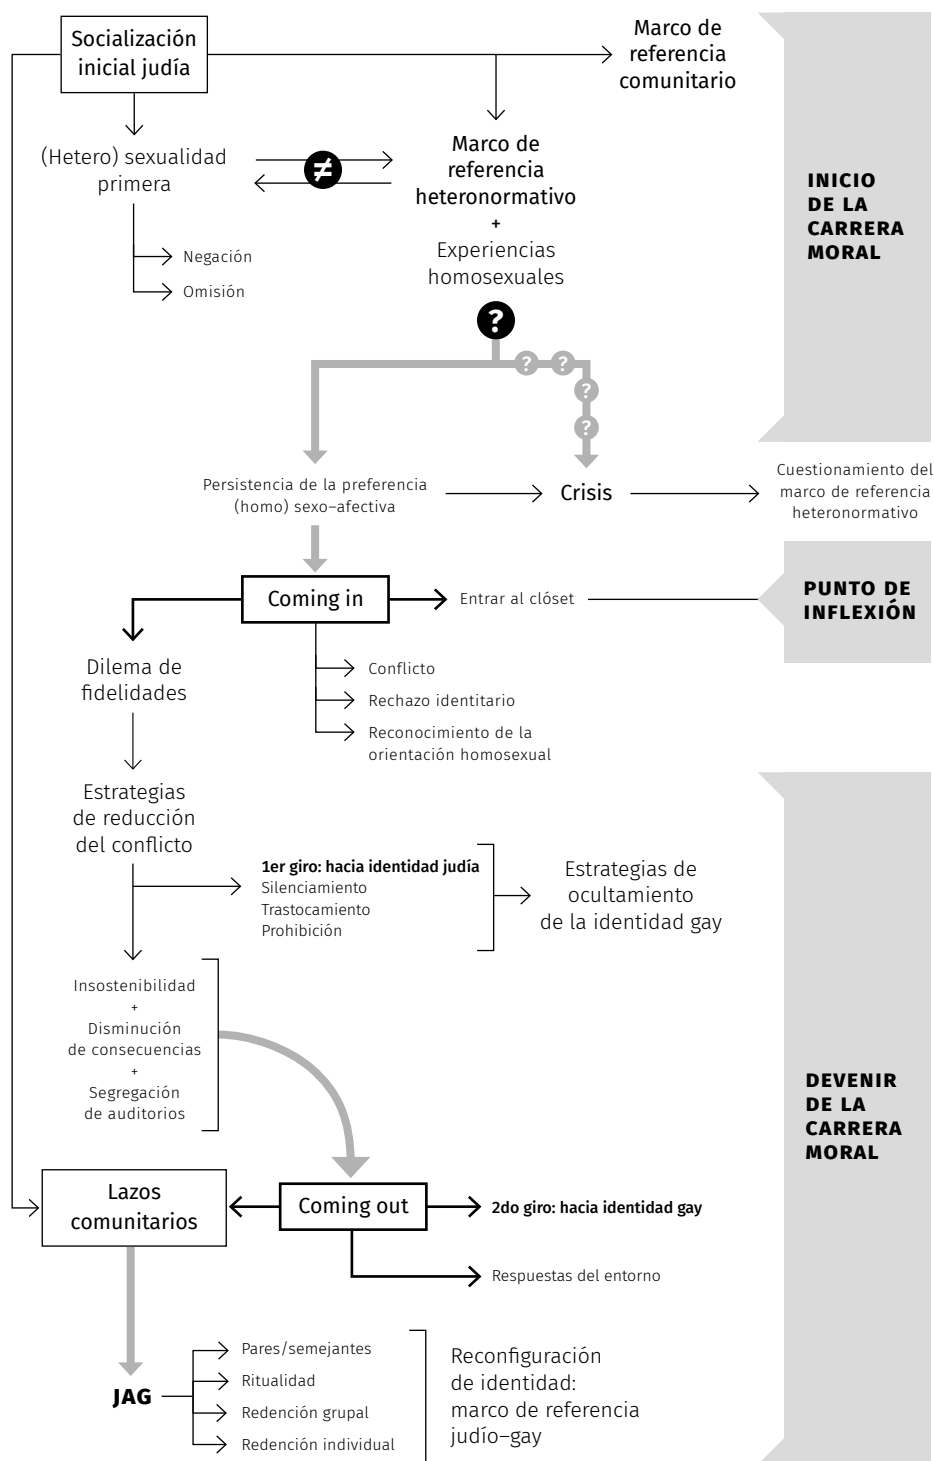 Socialización
inicial judía
Marco de
referencia
comunitario
(Hetero) sexualidad
primera
≠
Marco de
referencia
heteronormativo
+
Experiencias
homosexuales
Negación
Omisión
INICIO
DE LA
CARRERA
MORAL
?
?
?
?
?
Persistencia de la preferencia
(homo) sexo–afectiva
Crisis
Cuestionamiento del
marco de referencia
heteronormativo
Coming in
Entrar al clóset
PUNTO DE
INFLEXIÓN
Dilema de
fidelidades
Conflicto
Rechazo identitario
Reconocimiento de la
orientación homosexual
Estrategias
de reducción
del conflicto
1er giro: hacia identidad judía
Silenciamiento
Trastocamiento
Prohibición
Estrategias de
ocultamiento
de la identidad gay
Insostenibilidad
+
Disminución
de consecuencias
+
Segregación
de auditorios
DEVENIR
DE LA
CARRERA
MORAL
Lazos
comunitarios
Coming out
2do giro: hacia identidad gay
Respuestas del entorno
JAG
Pares/semejantes
Ritualidad
Redención grupal
Redención individual
Reconfiguración
de identidad:
marco de referencia
judío–gay